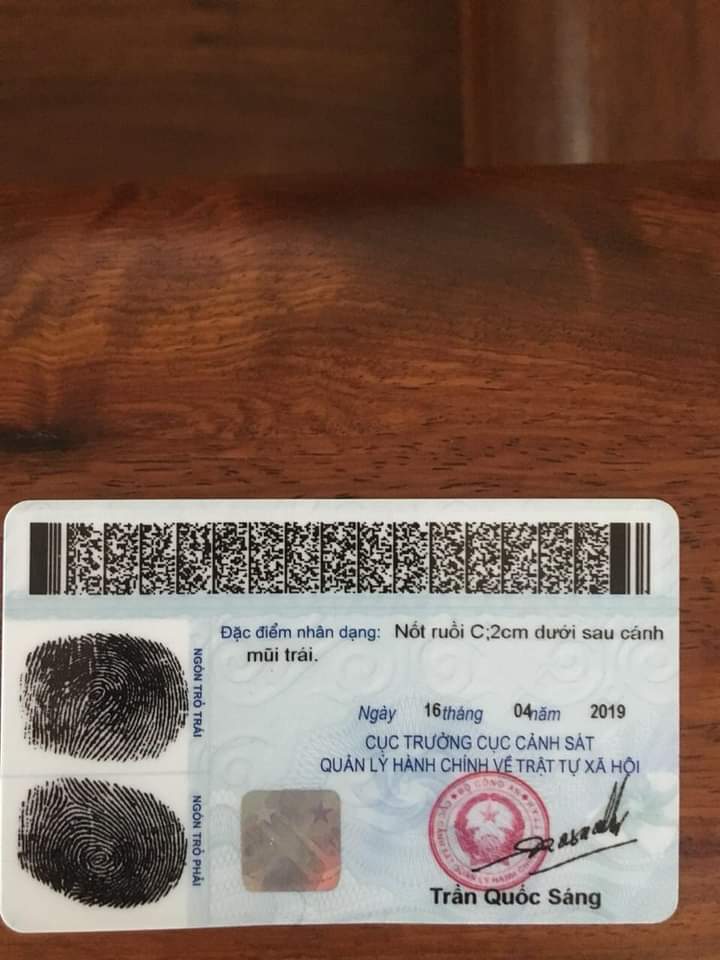 Đặc điểm nhân dạng: Nốt ruồi C;2cm dưới sau cánh
mũi trái.
NGÓN TRỎ TRÁI
Ngày 16 tháng 04 năm 2019
CỤC TRƯỞNG CỤC CẢNH SÁT
QUẢN LÝ HÀNH CHÍNH VỀ TRẬT TỰ XÃ HỘI
NGÓN TRỎ PHẢI
BỘ CÔNG AN
Trần Quốc Sáng